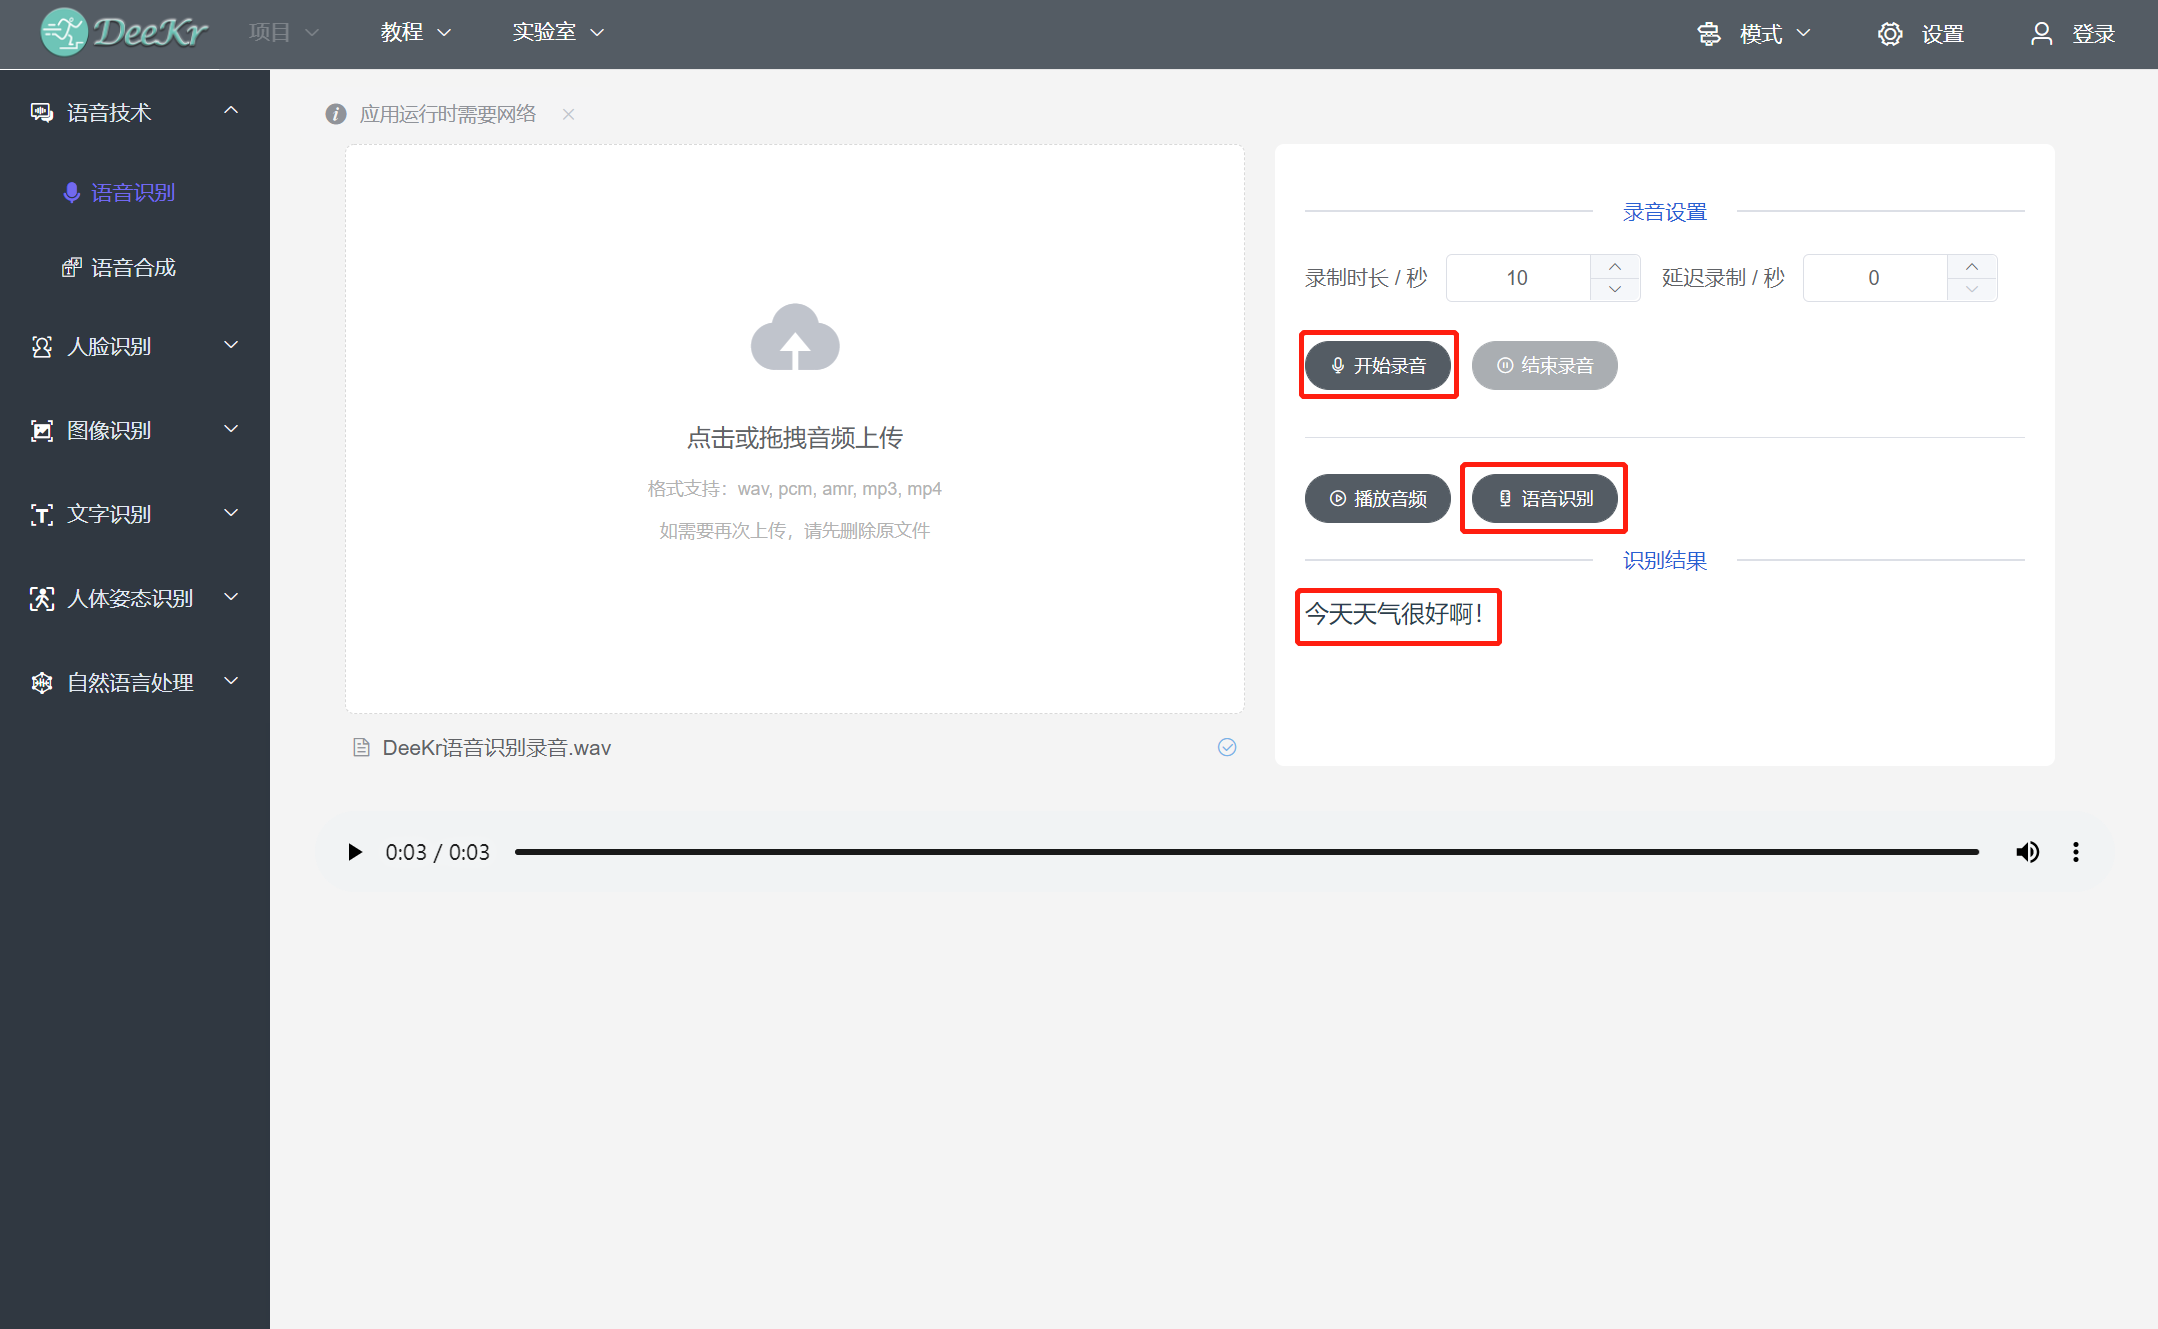 DeeKr 项目 教程 实验室 模式 设置 登录
语音技术
语音识别
语音合成
人脸识别
图像识别
文字识别
人体姿态识别
自然语言处理
应用运行时需要网络
点击或拖拽音频上传
格式支持：wav, pcm, amr, mp3, mp4
如需要再次上传，请先删除原文件
DeeKr语音识别录音.wav
录音设置
录制时长 / 秒 10 延迟录制 / 秒 0
开始录音 结束录音
播放音频 语音识别
识别结果
今天天气很好啊！
0:03 / 0:03